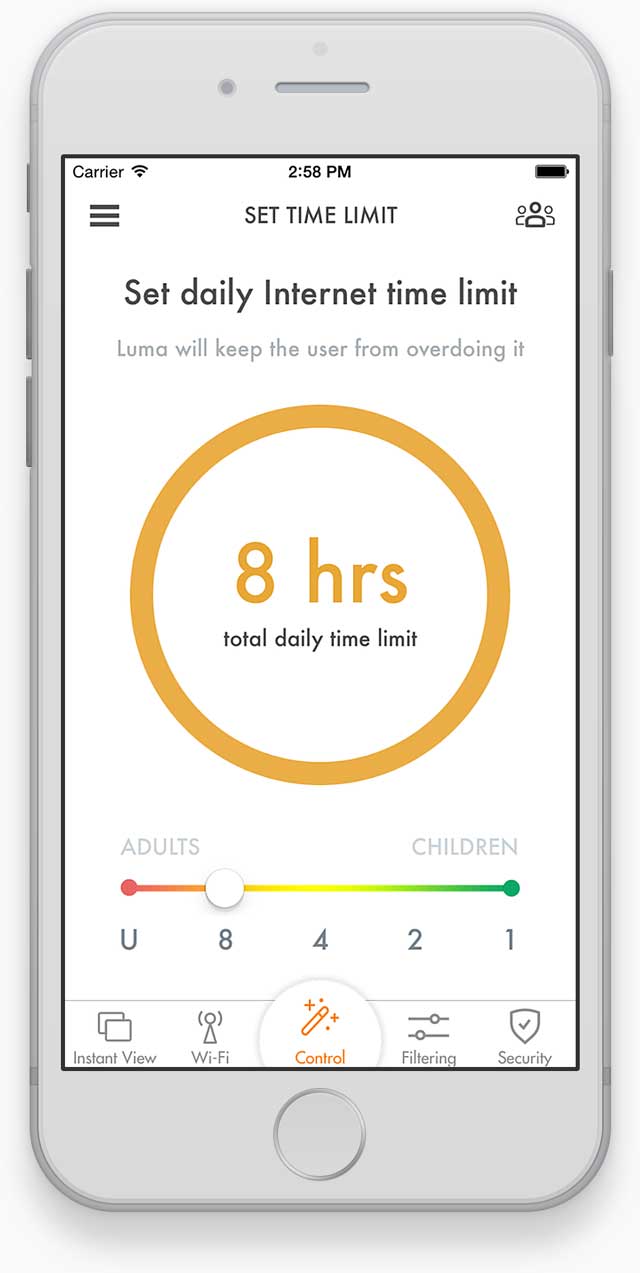 Carrier 2:58 PM
SET TIME LIMIT
Set daily Internet time limit
Luma will keep the user from overdoing it
8 hrs
total daily time limit
ADULTS CHILDREN
U 8 4 2 1
Instant View Wi-Fi Control Filtering Security